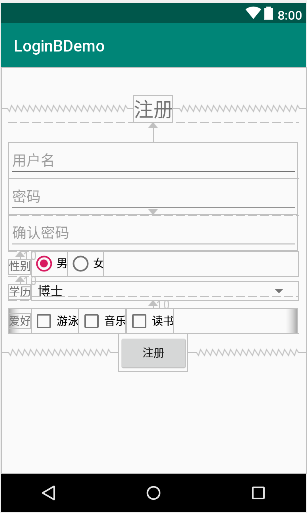 8:00
LoginBDemo
注册
用户名
密码
确认密码
性别 男 女
学历 博士
爱好 游泳 音乐 读书
注册